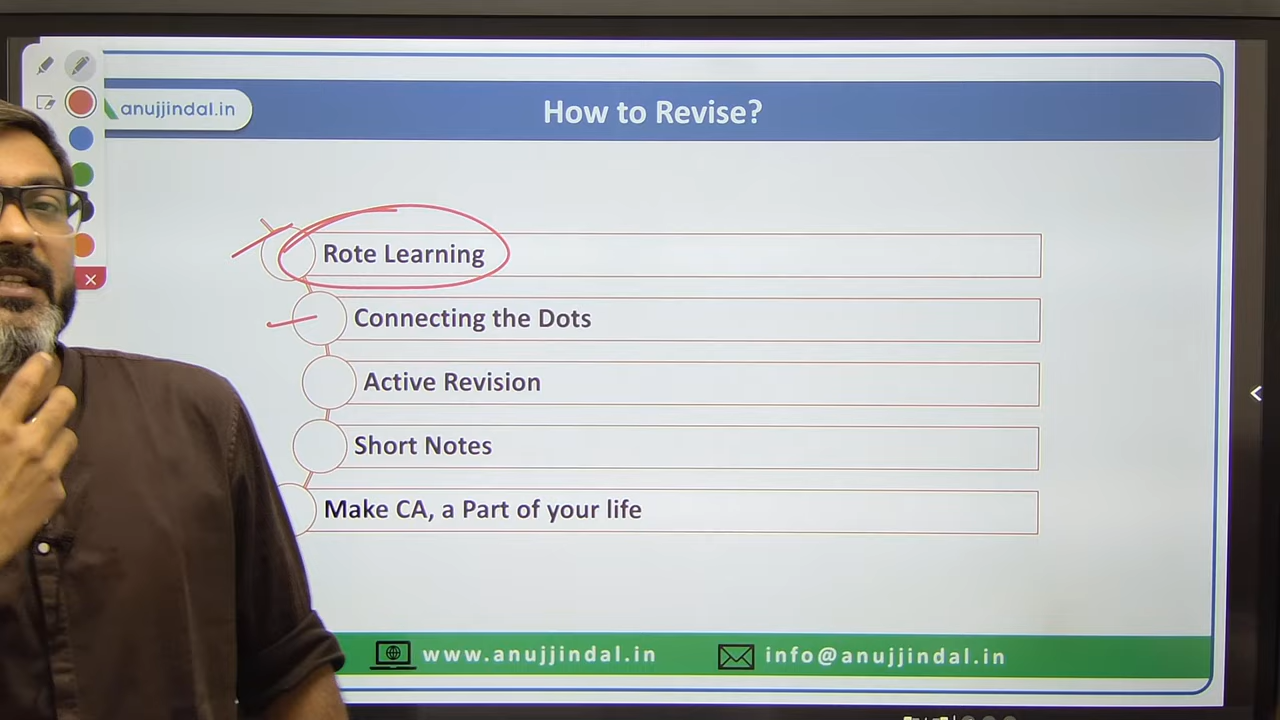 anujjindal.in
How to Revise?
Rote Learning
Connecting the Dots
Active Revision
Short Notes
Make CA, a Part of your life
www.anujjindal.in
info@anujjindal.in